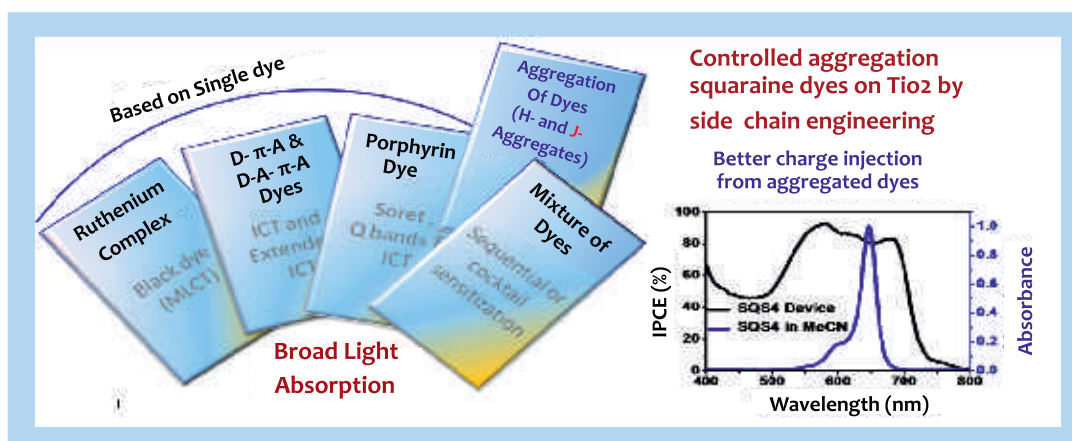 Based on Single dye
Ruthenium
Complex
Black dye
(MLCT)
D- π-A &
D-A- π-A
Dyes
ICT and
Extended
ICT
Porphyrin
Dye
Soret
Q bands
ICT
Aggregation
Of Dyes
(H- and J-
Aggregates)
Mixture of
Dyes
Sequential or
cocktail
sensitization
Broad Light
Absorption
Controlled aggregation
squaraine dyes on Tio2 by
side chain engineering
Better charge injection
from aggregated dyes
100
80
60
40
20
0
IPCE (%)
SQS4 Device
SQS4 in MeCN
1.0
0.8
0.6
0.4
0.2
0.0
Absorbance
400 500 600 700 800
Wavelength (nm)